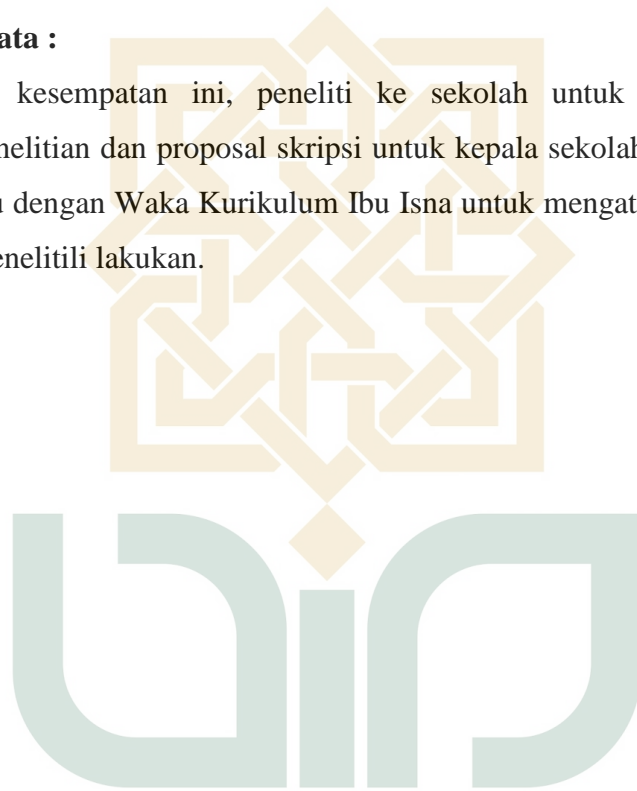 ata :
kesempatan ini, peneliti ke sekolah untuk
nelitian dan proposal skripsi untuk kepala sekolah
u dengan Waka Kurikulum Ibu Isna untuk mengat
enelitili lakukan.